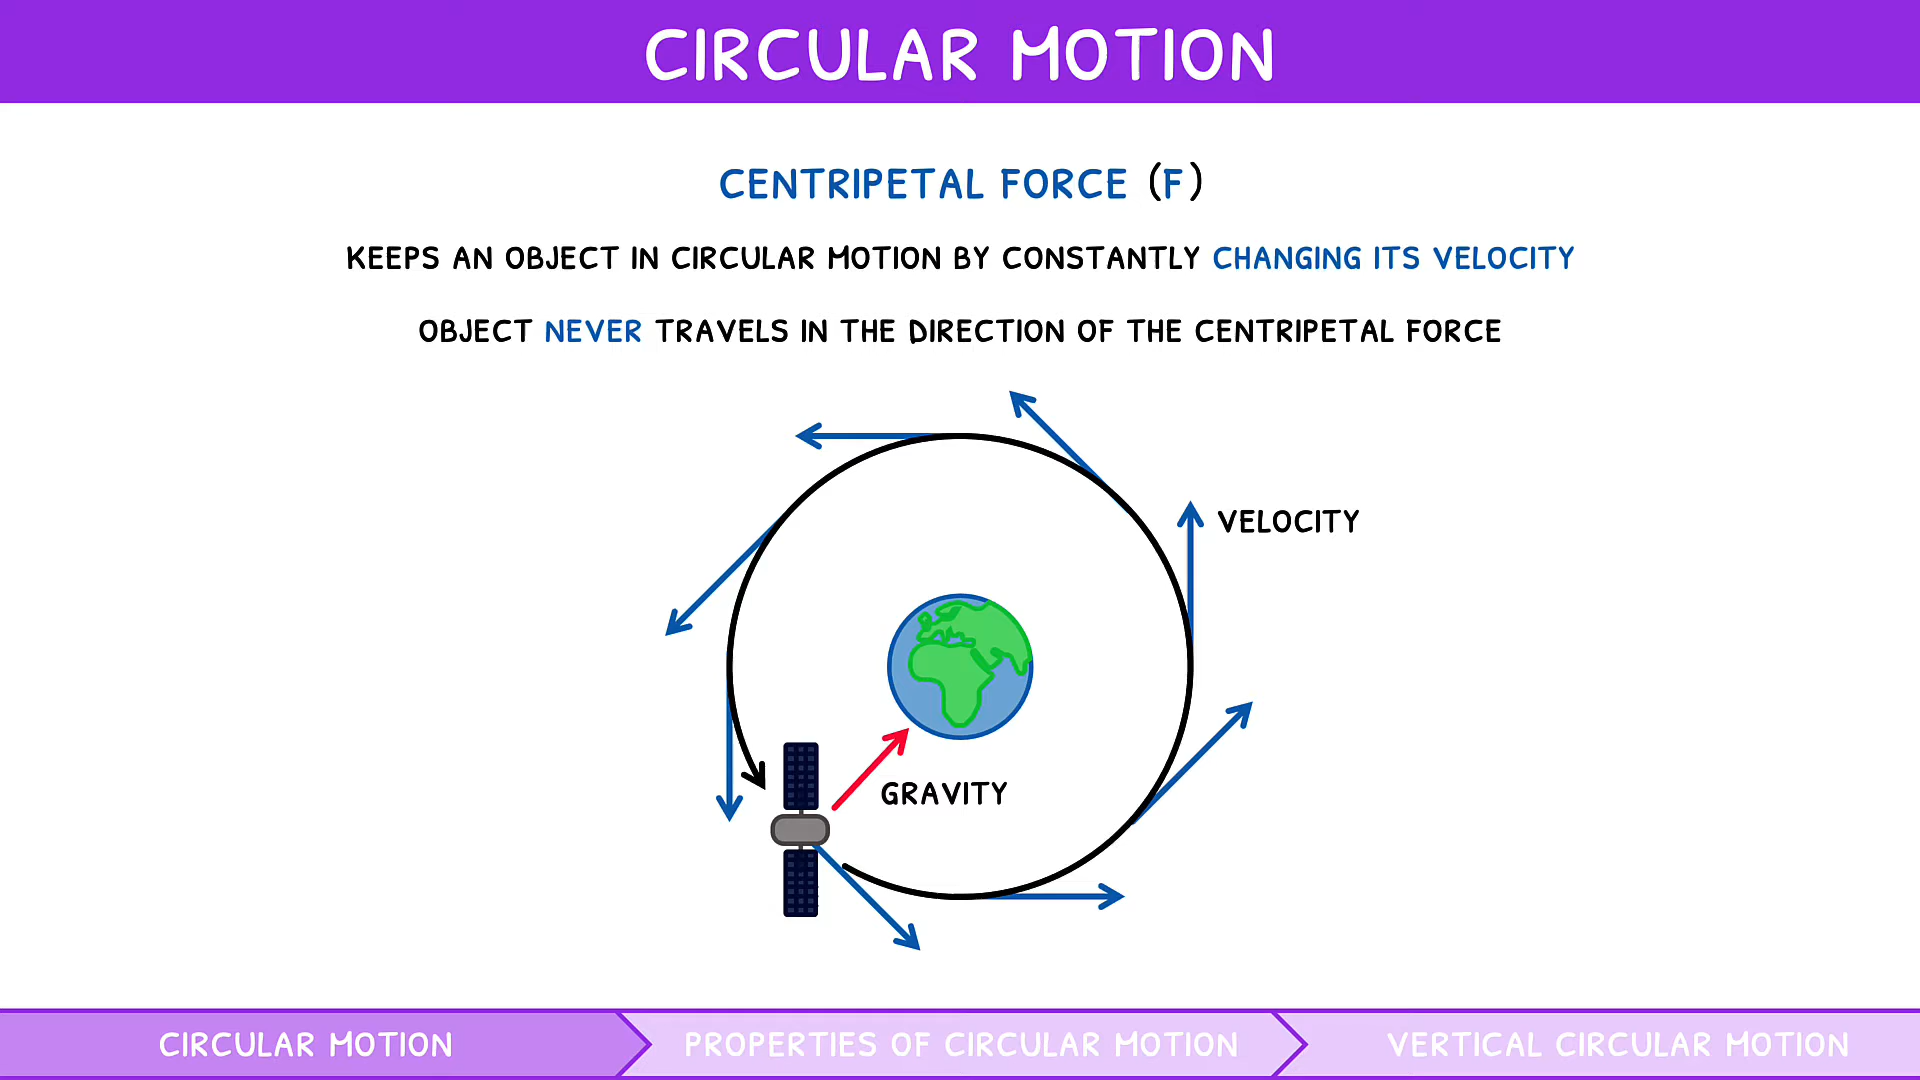 CIRCULAR MOTION
CENTRIPETAL FORCE (F)
KEEPS AN OBJECT IN CIRCULAR MOTION BY CONSTANTLY CHANGING ITS VELOCITY
OBJECT NEVER TRAVELS IN THE DIRECTION OF THE CENTRIPETAL FORCE
VELOCITY
GRAVITY
CIRCULAR MOTION
PROPERTIES OF CIRCULAR MOTION
VERTICAL CIRCULAR MOTION